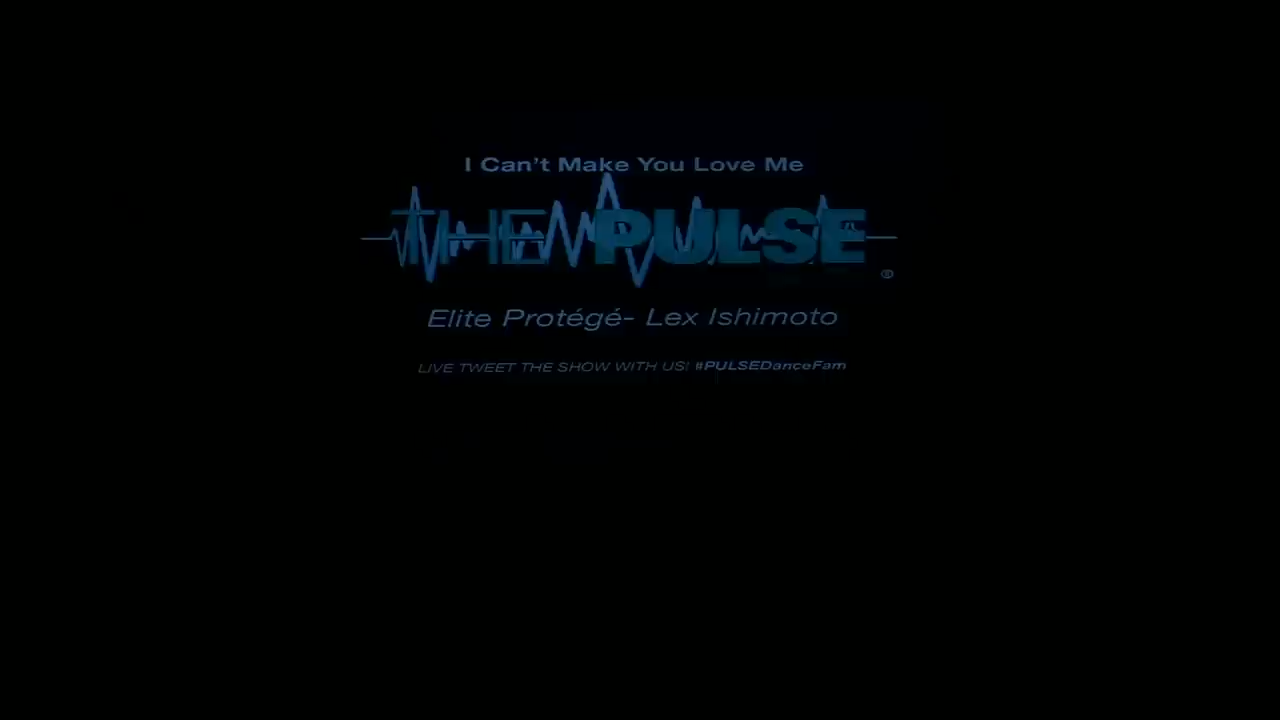 I Can't Make You Love Me
THE PULSE ®
Elite Protégé- Lex Ishimoto
LIVE TWEET THE SHOW WITH US! #PULSEDanceFam